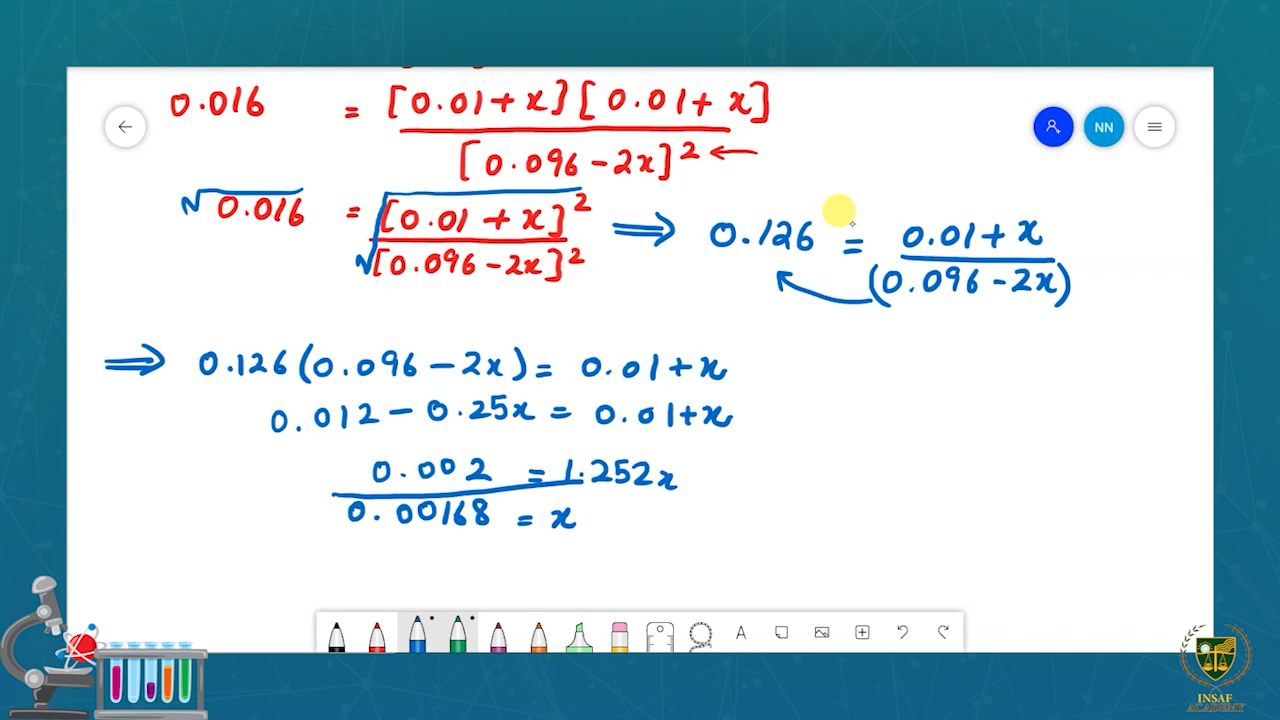 0.016 = [0.01+x][0.01+x]
[0.096-2x]² ←
√0.016 = √[0.01+x]²
[0.096-2x]²
⟹ 0.126 = 0.01+x
(0.096-2x)
⟹ 0.126(0.096-2x) = 0.01+x
0.012-0.25x = 0.01+x
0.002 = 1.252x
0.00168 = x
NN
A
INSAF
ACADEMY